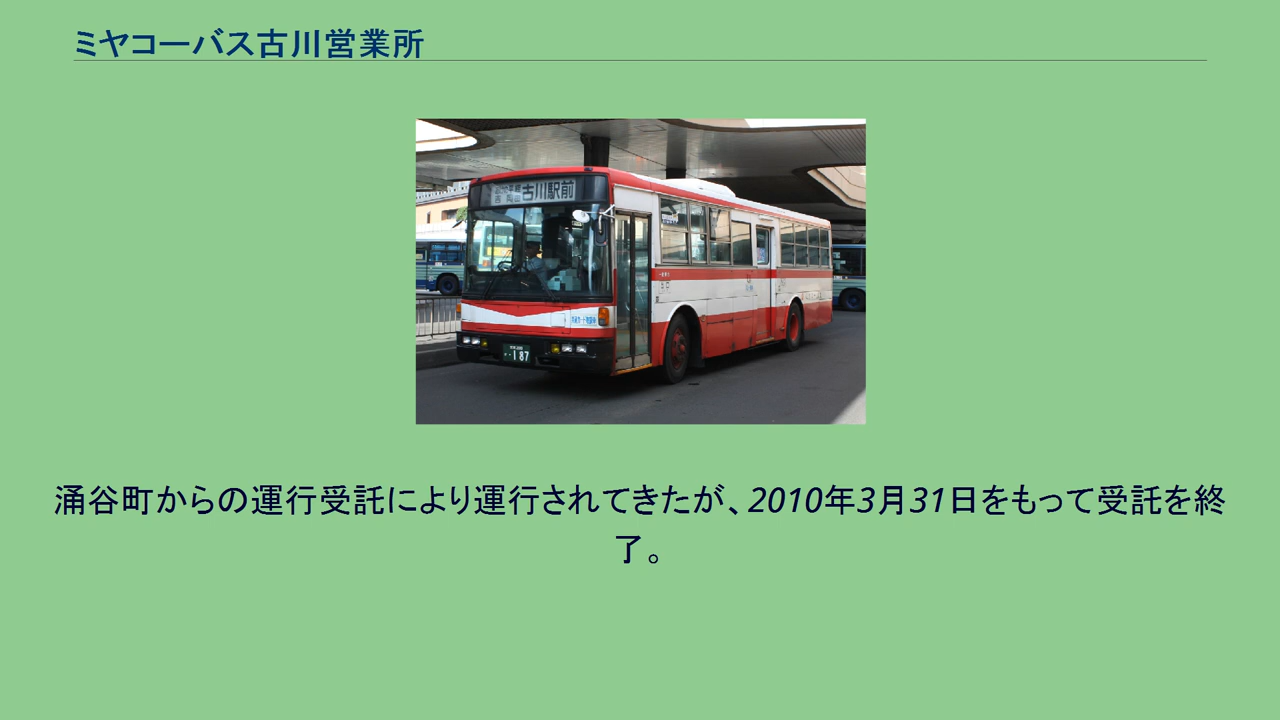 ミヤコーバス古川営業所
古川駅前
187
涌谷町からの運行受託により運行されてきたが、2010年3月31日をもって受託を終
了。